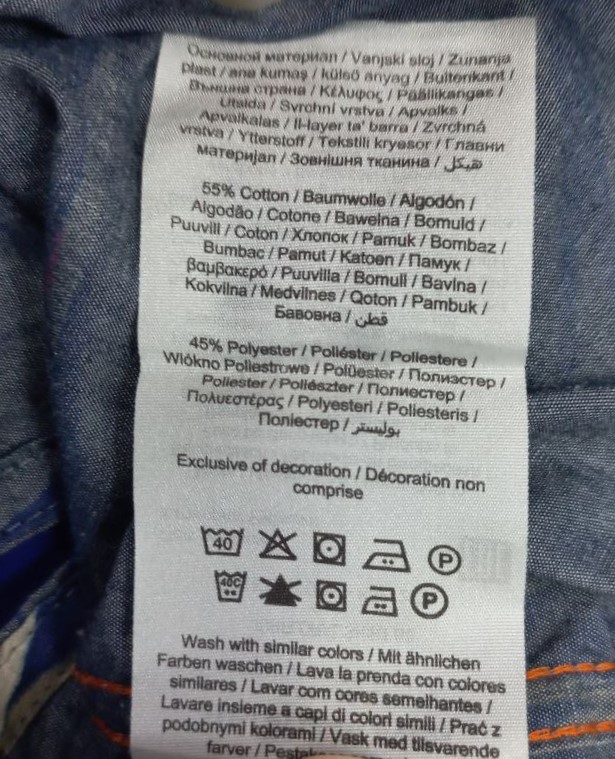 Основной материал / Vanjski sloj / Zunanja
plast / ana kumaş / külső anyag / Buitenkant /
Външна страна / Κέλυφος / Päällikangas /
Utsida / Svrchní vrstva / Apvalks /
Apvalkalas / Il-layer ta' barra / Zvrchná
vrstva / Ytterstoff / Tekstili kryesor / Главни
материјал / Зовнішня тканина / هيكل
55% Cotton / Baumwolle / Algodón /
Algodão / Cotone / Bawełna / Bomuld /
Puuvill / Coton / Хлопок / Pamuk / Bombaz /
Bumbac / Pamut / Katoen / Памук /
βαμβακερό / Puuvilla / Bomull / Bavlna /
Kokvilna / Medvilnes / Qoton / Pambuk /
Бавовна / قطن
45% Polyester / Poliéster / Poliestere /
Włókno Poliestrowe / Polüester / Полиэстер /
Poliester / Poliészter / Полиестер /
Πολυεστέρας / Polyesteri / Poliesteris /
Поліестер / بوليستر
Exclusive of decoration / Décoration non
comprise
40 P
40C P
Wash with similar colors / Mit ähnlichen
Farben waschen / Lava la prenda con colores
similares / Lavar com cores semelhantes /
Lavare insieme a capi di colori simili / Prać z
podobnymi kolorami / Vask med tilsvarende
farver /